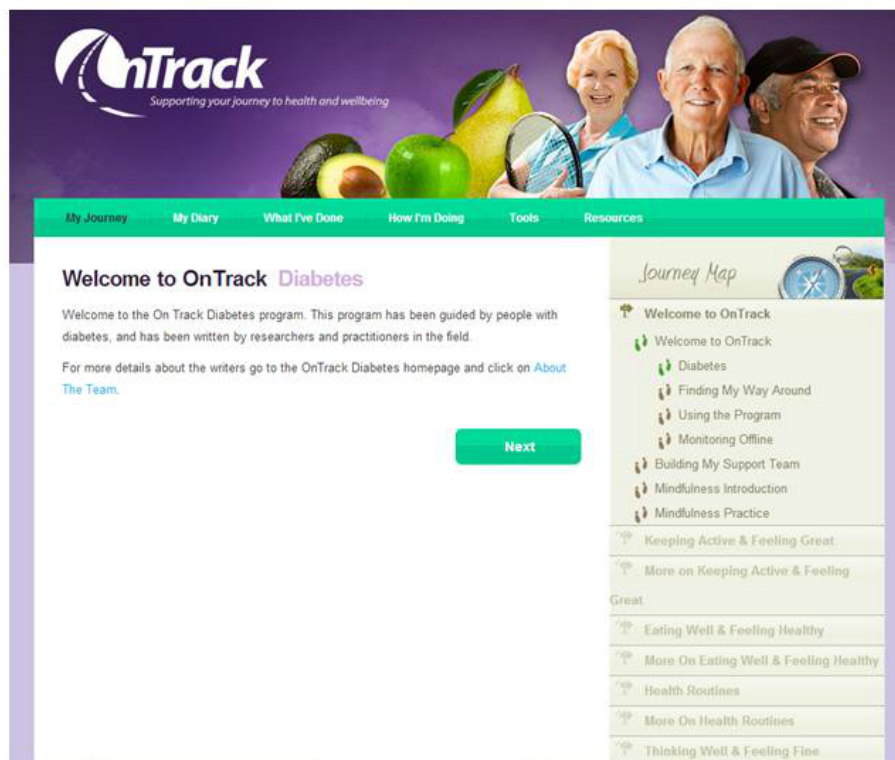 OnTrack
Supporting your journey to health and wellbeing
My Journey My Diary What I've Done How I'm Doing Tools Resources
Welcome to OnTrack Diabetes
Welcome to the On Track Diabetes program. This program has been guided by people with
diabetes, and has been written by researchers and practitioners in the field.
For more details about the writers go to the OnTrack Diabetes homepage and click on About
The Team.
Next
Journey Map
Welcome to OnTrack
Welcome to OnTrack
Diabetes
Finding My Way Around
Using the Program
Monitoring Offline
Building My Support Team
Mindfulness Introduction
Mindfulness Practice
Keeping Active & Feeling Great
More on Keeping Active & Feeling
Great
Eating Well & Feeling Healthy
More On Eating Well & Feeling Healthy
Health Routines
More On Health Routines
Thinking Well & Feeling Fine